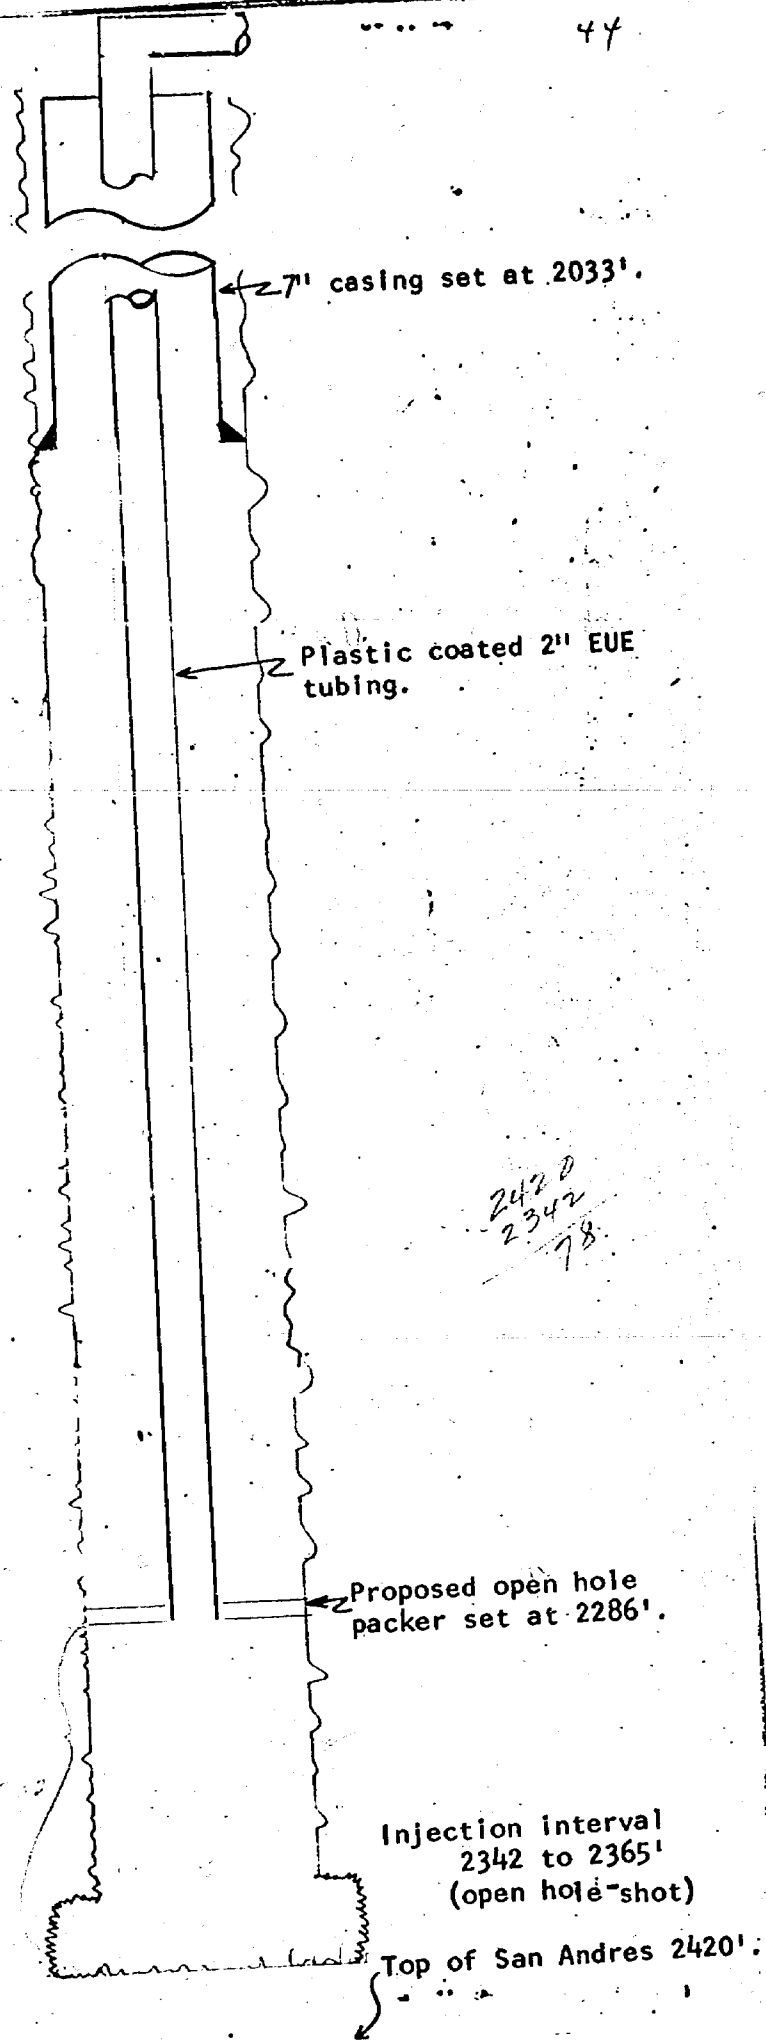 44
7" casing set at 2033'.
Plastic coated 2" EUE
tubing.
2420
2342
78
Proposed open hole
packer set at 2286'.
Injection interval
2342 to 2365'
(open hole-shot)
Top of San Andres 2420'.